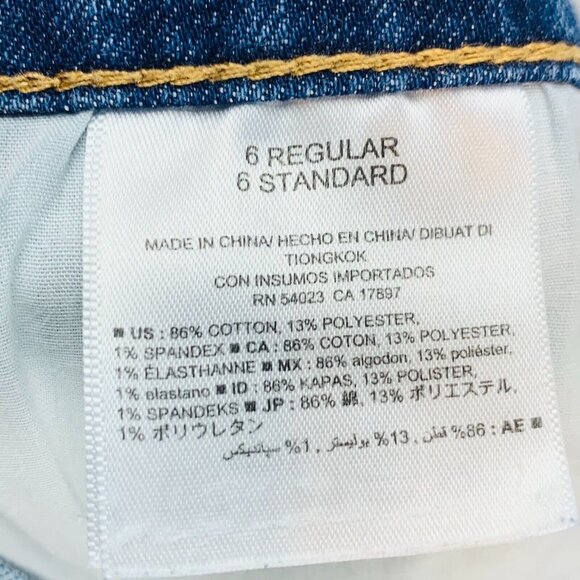 6 REGULAR
6 STANDARD
MADE IN CHINA/ HECHO EN CHINA/ DIBUAT DI
TIONGKOK
CON INSUMOS IMPORTADOS
RN 54023 CA 17897
US : 86% COTTON, 13% POLYESTER,
1% SPANDEX ■ CA : 86% COTON, 13% POLYESTER,
1% ÉLASTHANNE ■ MX : 86% algodon, 13% poliéster,
1% elastano ■ ID : 86% KAPAS, 13% POLISTER,
1% SPANDEKS ■ JP : 86% 綿, 13% ポリエステル,
1% ポリウレタン
■ AE : 86% قطن , 13% بوليستر , 1% سباندیکس